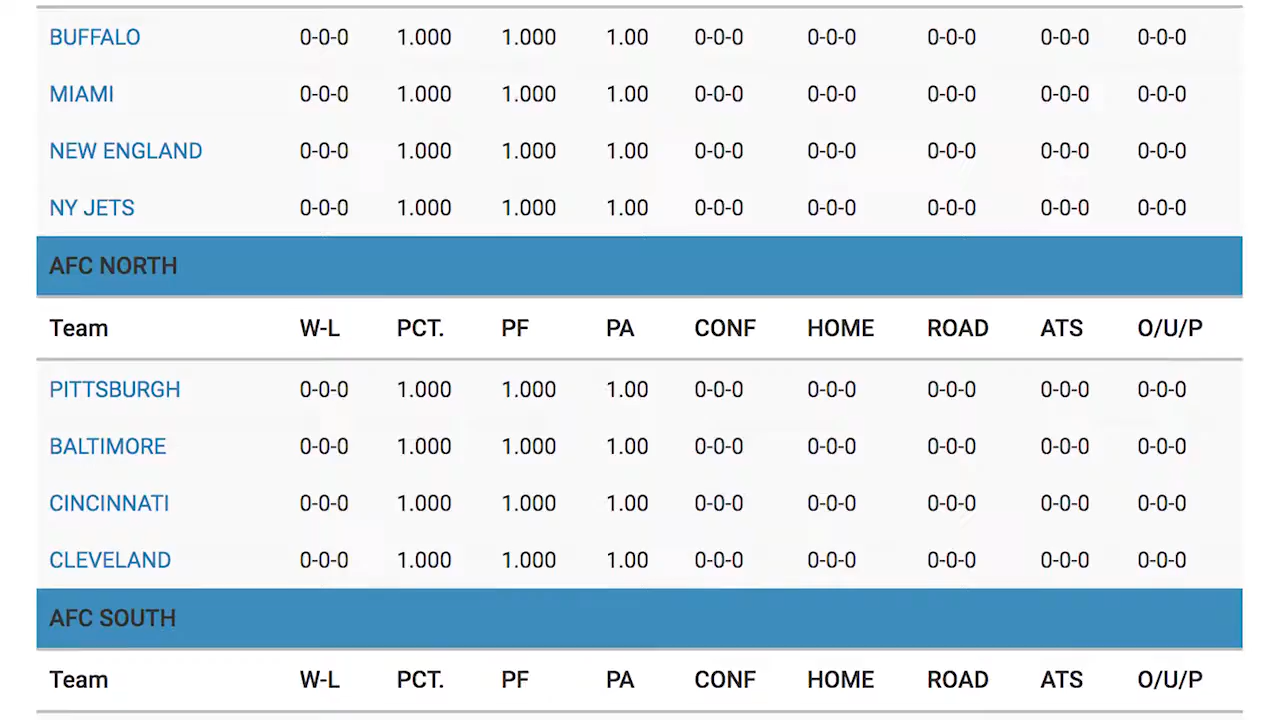 BUFFALO 0-0-0 1.000 1.000 1.00 0-0-0 0-0-0 0-0-0 0-0-0 0-0-0
MIAMI 0-0-0 1.000 1.000 1.00 0-0-0 0-0-0 0-0-0 0-0-0 0-0-0
NEW ENGLAND 0-0-0 1.000 1.000 1.00 0-0-0 0-0-0 0-0-0 0-0-0 0-0-0
NY JETS 0-0-0 1.000 1.000 1.00 0-0-0 0-0-0 0-0-0 0-0-0 0-0-0
AFC NORTH
Team W-L PCT. PF PA CONF HOME ROAD ATS O/U/P
PITTSBURGH 0-0-0 1.000 1.000 1.00 0-0-0 0-0-0 0-0-0 0-0-0 0-0-0
BALTIMORE 0-0-0 1.000 1.000 1.00 0-0-0 0-0-0 0-0-0 0-0-0 0-0-0
CINCINNATI 0-0-0 1.000 1.000 1.00 0-0-0 0-0-0 0-0-0 0-0-0 0-0-0
CLEVELAND 0-0-0 1.000 1.000 1.00 0-0-0 0-0-0 0-0-0 0-0-0 0-0-0
AFC SOUTH
Team W-L PCT. PF PA CONF HOME ROAD ATS O/U/P